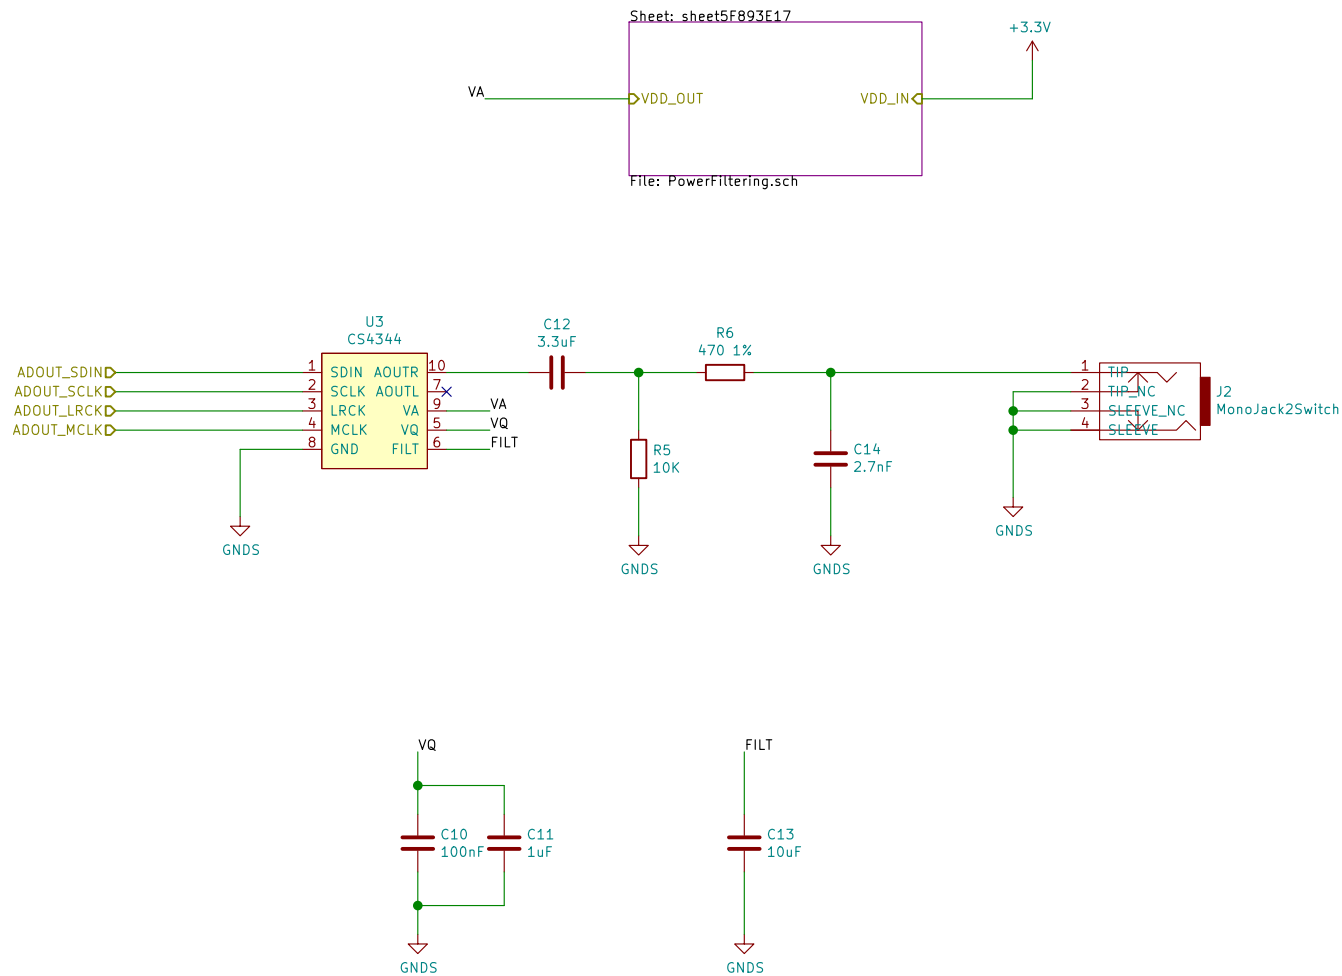 Sheet: sheet5F893E17
+3.3V
VA
VDD_OUT
VDD_IN
File: PowerFiltering.sch
U3
CS4344
C12
3.3uF
R6
470 1%
ADOUT_SDIN
1
SDIN
AOUTR
10
1
TIP
ADOUT_SCLK
2
SCLK
AOUTL
7
2
TIP_NC
J2
ADOUT_LRCK
3
LRCK
VA
9
VA
3
SLEEVE_NC
MonoJack2Switch
ADOUT_MCLK
4
MCLK
VQ
5
VQ
4
SLEEVE
8
GND
FILT
6
FILT
R5
10K
C14
2.7nF
GNDS
GNDS
GNDS
GNDS
VQ
FILT
C10
100nF
C11
1uF
C13
10uF
GNDS
GNDS